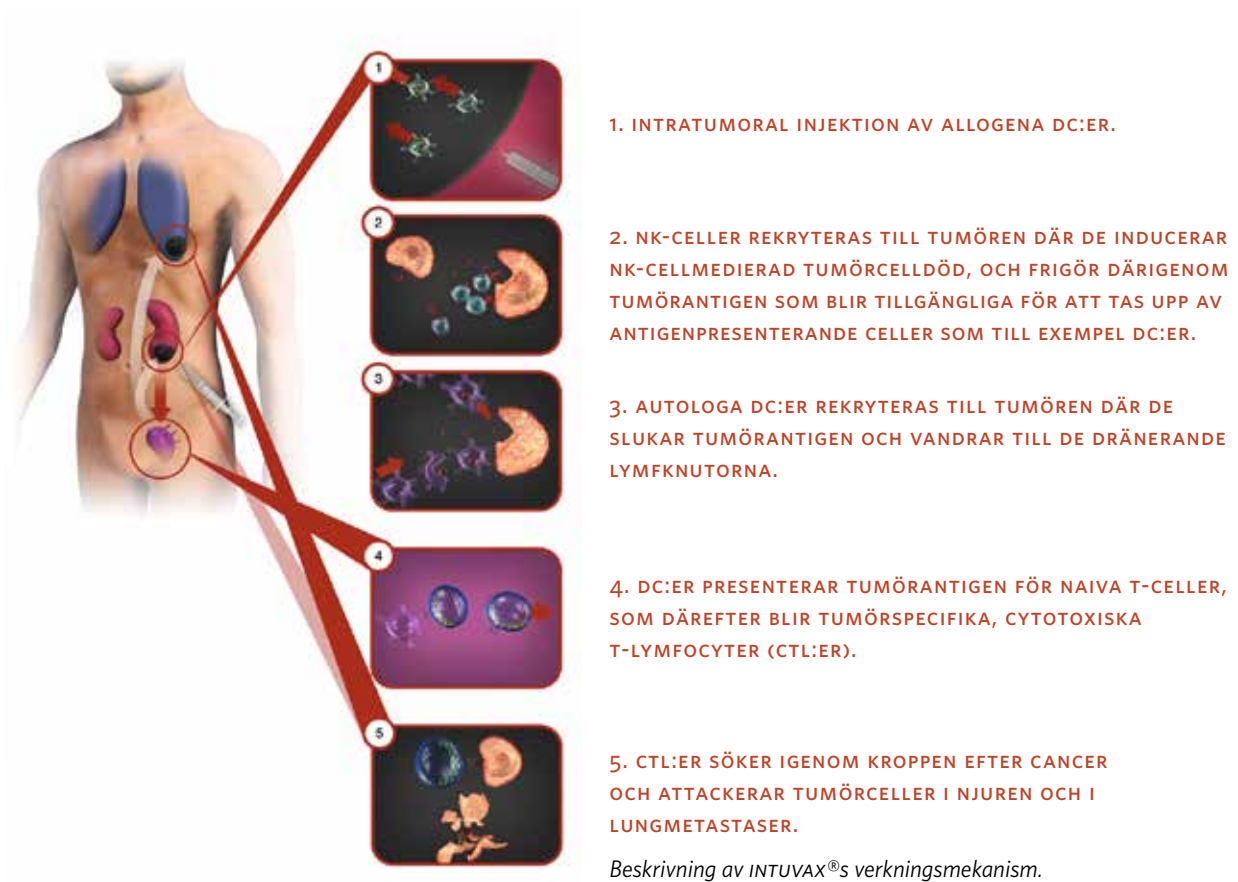 1
1. INTRATUMORAL INJEKTION AV ALLOGENA DC:ER.
2
2. NK-CELLER REKRYTERAS TILL TUMÖREN DÄR DE INDUCERAR
NK-CELLMEDIERAD TUMÖRCELLDÖD, OCH FRIGÖR DÄRIGENOM
TUMÖRANTIGEN SOM BLIR TILLGÄNGLIGA FÖR ATT TAS UPP AV
ANTIGENPRESENTERANDE CELLER SOM TILL EXEMPEL DC:ER.
3
3. AUTOLOGA DC:ER REKRYTERAS TILL TUMÖREN DÄR DE
SLUKAR TUMÖRANTIGEN OCH VANDRAR TILL DE DRÄNERANDE
LYMFKNUTORNA.
4
4. DC:ER PRESENTERAR TUMÖRANTIGEN FÖR NAIVA T-CELLER,
SOM DÄREFTER BLIR TUMÖRSPECIFIKA, CYTOTOXISKA
T-LYMFOCYTER (CTL:ER).
5
5. CTL:ER SÖKER IGENOM KROPPEN EFTER CANCER
OCH ATTACKERAR TUMÖRCELLER I NJUREN OCH I
LUNGMETASTASER.
Beskrivning av INTUVAX®s verkningsmekanism.